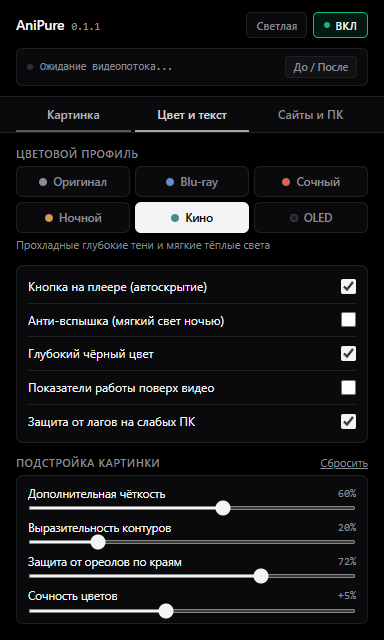 AniPure 0.1.1 Светлая ВКЛ
Ожидание видеопотока... До / После
Картинка Цвет и текст Сайты и ПК
ЦВЕТОВОЙ ПРОФИЛЬ
Оригинал Blu-ray Сочный
Ночной Кино OLED
Прохладные глубокие тени и мягкие тёплые света
Кнопка на плеере (автоскрытие)
Анти-вспышка (мягкий свет ночью)
Глубокий чёрный цвет
Показатели работы поверх видео
Защита от лагов на слабых ПК
ПОДСТРОЙКА КАРТИНКИ Сбросить
Дополнительная чёткость 60%
Выразительность контуров 20%
Защита от ореолов по краям 72%
Сочность цветов +5%